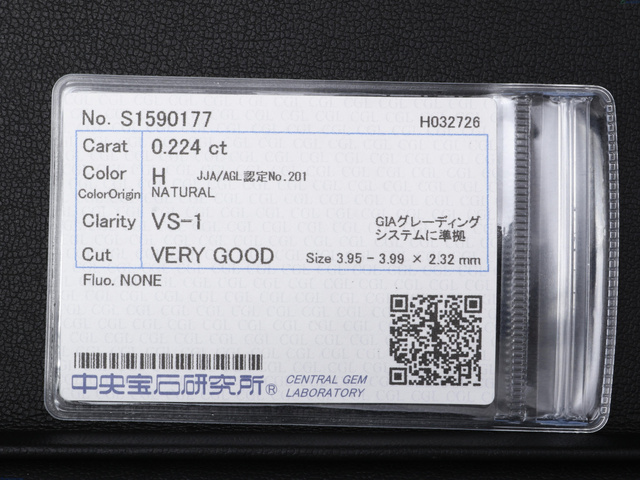 No. S1590177 H032726
Carat 0.224 ct
Color H JJA/AGL認定No.201
ColorOrigin NATURAL
Clarity VS-1 GIAグレーディング
システムに準拠
Cut VERY GOOD Size 3.95 - 3.99 × 2.32 mm
Fluo. NONE
中央宝石研究所® CENTRAL GEM
LABORATORY